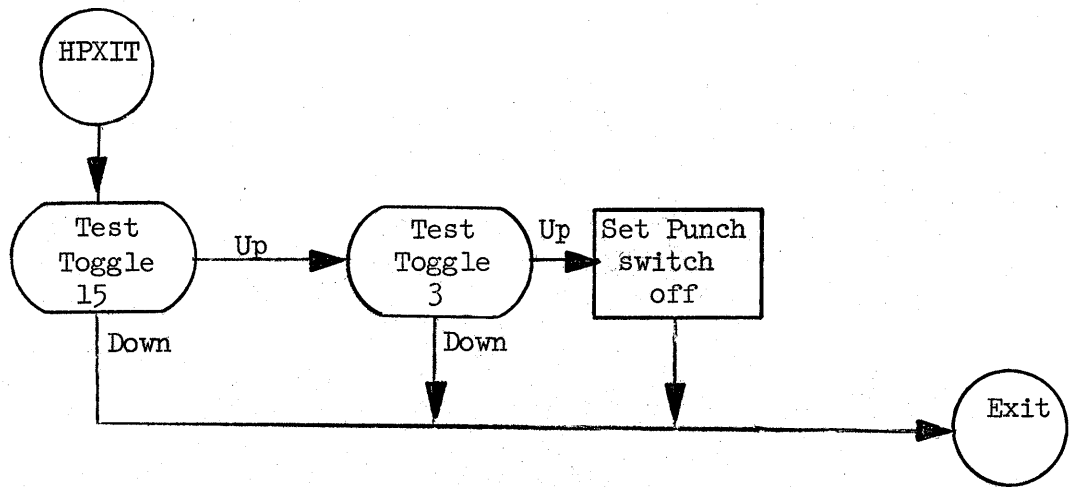 HPXIT
Test
Toggle
15
Up
Test
Toggle
3
Up
Set Punch
switch
off
Down
Down
Exit